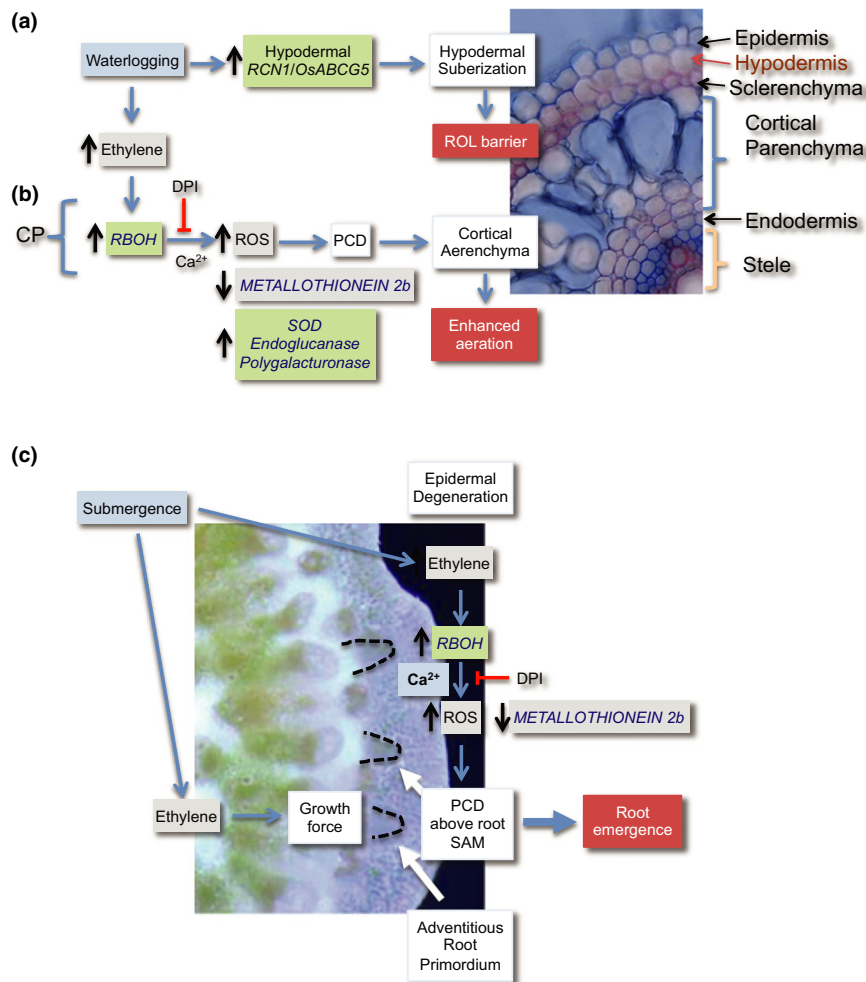 (a)
Waterlogging
Hypodermal
RCN1/OsABCG5
Hypodermal
Suberization
ROL barrier
Epidermis
Hypodermis
Sclerenchyma
Cortical
Parenchyma
Endodermis
Stele
Ethylene
(b)
CP
RBOH
DPI
Ca2+
ROS
PCD
Cortical
Aerenchyma
METALLOTHIONEIN 2b
SOD
Endoglucanase
Polygalacturonase
Enhanced
aeration
(c)
Submergence
Epidermal
Degeneration
Ethylene
RBOH
Ca2+
DPI
ROS
METALLOTHIONEIN 2b
Ethylene
Growth
force
PCD
above root
SAM
Root
emergence
Adventitious
Root
Primordium